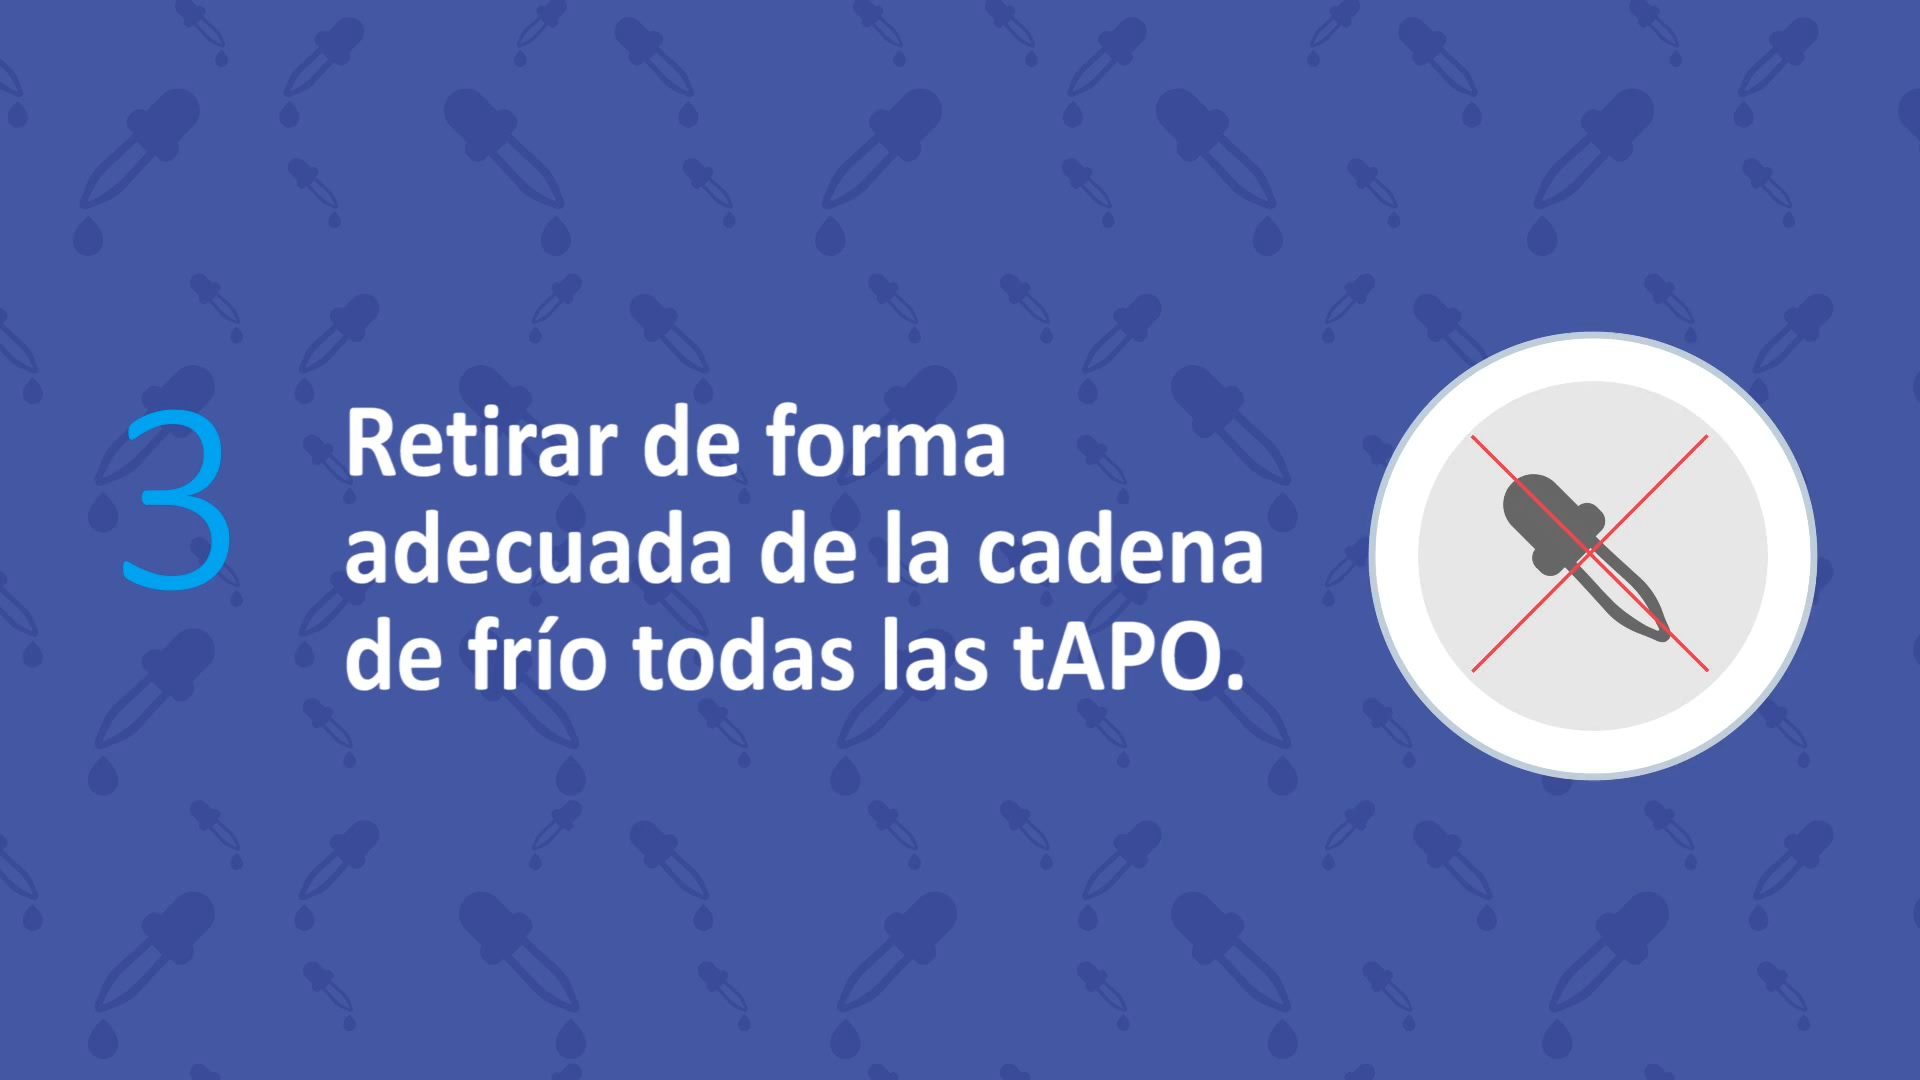 3
Retirar de forma
adecuada de la cadena
de frío todas las tAPO.